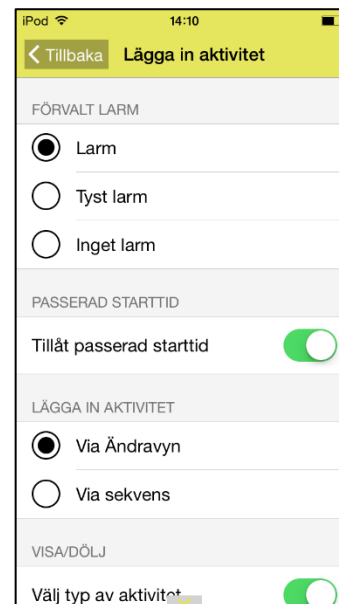 iPod 14:10
Tillbaka Lägga in aktivitet
FÖRVALT LARM
Larm
Tyst larm
Inget larm
PASSERAD STARTTID
Tillåt passerad starttid
LÄGGA IN AKTIVITET
Via Ändravyn
Via sekvens
VISA/DÖLJ
Välj typ av aktivitet